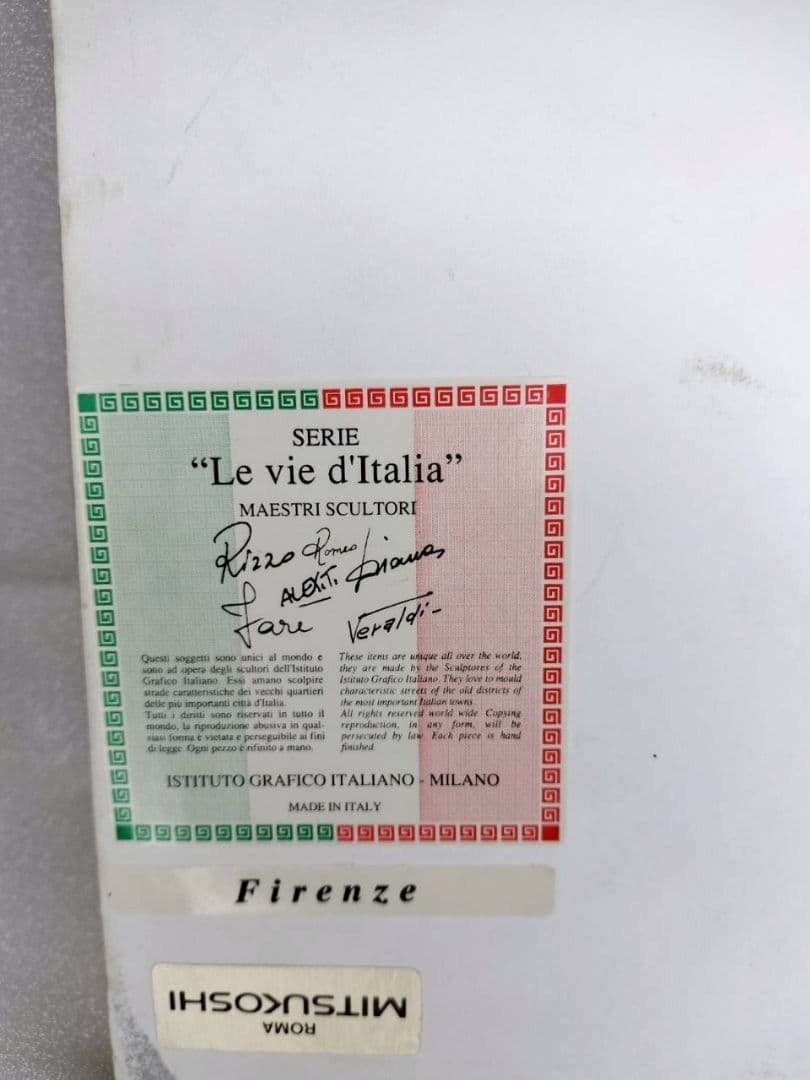 SERIE
“Le vie d'Italia”
MAESTRI SCULTORI
Rizzo Romeo
ALEX.T. Diana
Fare Veraldi
Questi soggetti sono unici al mondo e
sono ad opera degli scultori dell'Istituto
Grafico Italiano. Essi amano scolpire
strade caratteristiche dei vecchi quartieri
delle più importanti città d'Italia.
Tutti i diritti sono riservati in tutto il
mondo, la riproduzione abusiva in qual-
siasi forma è vietata e perseguibile ai fini
di legge. Ogni pezzo è rifinito a mano.
These items are unique all over the world,
they are made by the Sculptores of the
Istituto Grafico Italiano. They love to mould
characteristic streets of the old districts of
the most important Italian towns.
All rights reserved world wide. Copying
reproduction, in any form, will be
persecuted by law. Each piece is hand
finished.
ISTITUTO GRAFICO ITALIANO - MILANO
MADE IN ITALY
Firenze
MITSUKOSHI
ROMA